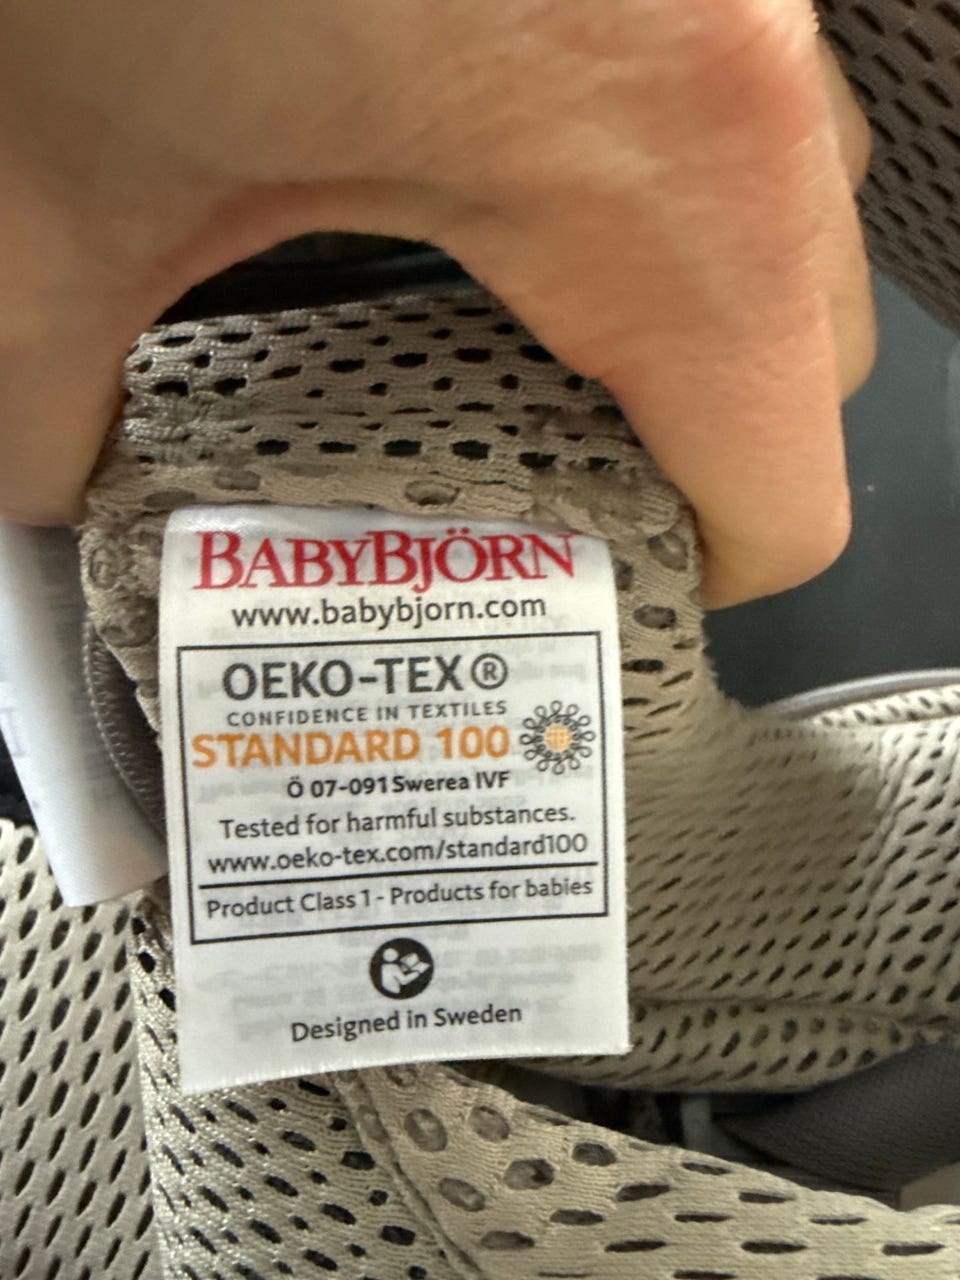 BABYBJÖRN
www.babybjorn.com
OEKO-TEX®
CONFIDENCE IN TEXTILES
STANDARD 100
Ö 07-091 Swerea IVF
Tested for harmful substances.
www.oeko-tex.com/standard100
Product Class 1 - Products for babies
Designed in Sweden